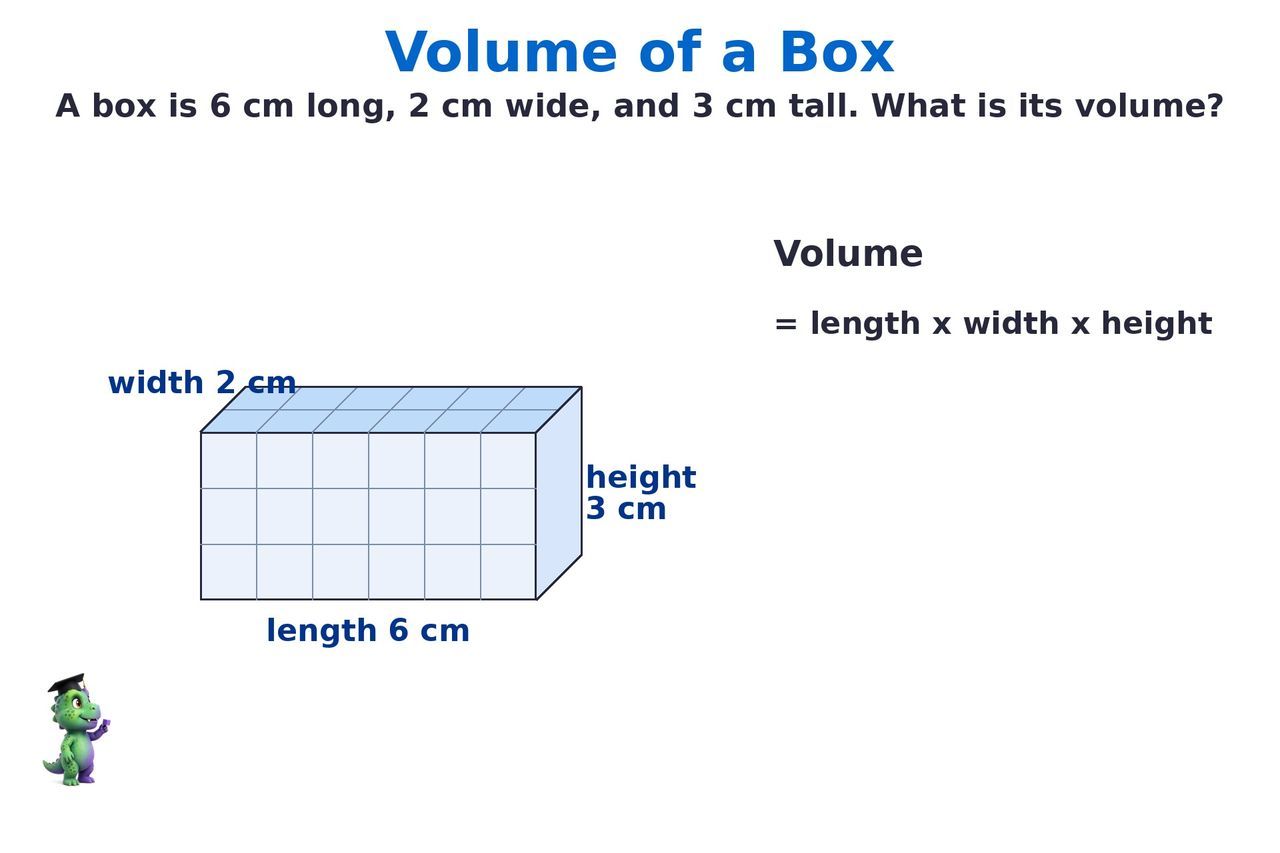 Volume of a Box
A box is 6 cm long, 2 cm wide, and 3 cm tall. What is its volume?
Volume
= length x width x height
width 2 cm
height
3 cm
length 6 cm